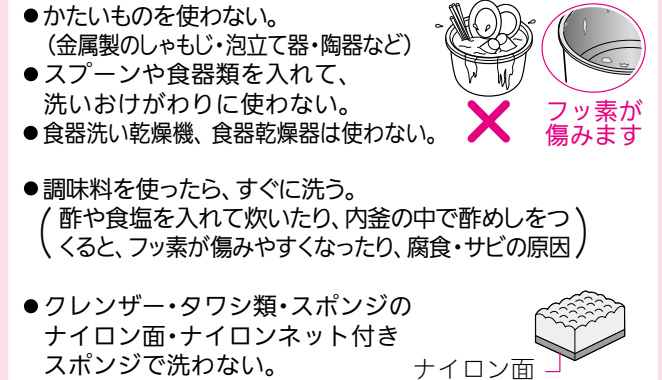 ●かたいものを使わない。
（金属製のしゃもじ・泡立て器・陶器など）
●スプーンや食器類を入れて、
洗いおけがわりに使わない。
●食器洗い乾燥機、食器乾燥器は使わない。
フッ素が
傷みます
●調味料を使ったら、すぐに洗う。
（酢や食塩を入れて炊いたり、内釜の中で酢めしをつ
くると、フッ素が傷みやすくなったり、腐食・サビの原因）
●クレンザー・タワシ類・スポンジの
ナイロン面・ナイロンネット付き
スポンジで洗わない。
ナイロン面